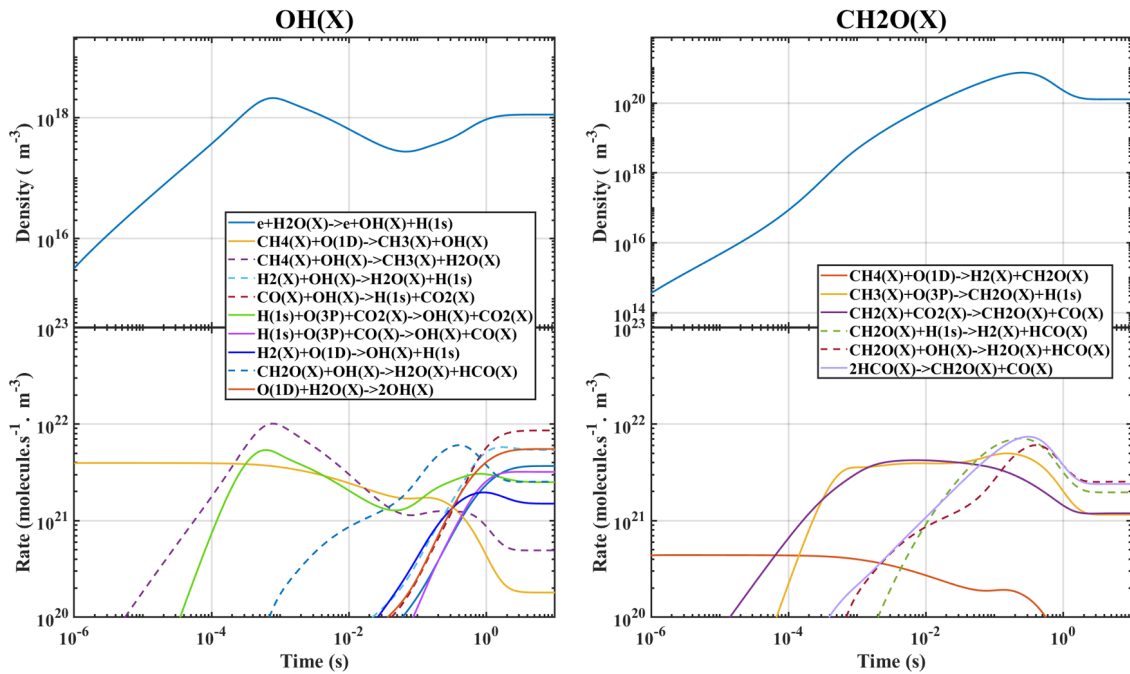 OH(X)
Density ( m^-3)
10^18
10^16
10^23
e+H2O(X)->e+OH(X)+H(1s)
CH4(X)+O(1D)->CH3(X)+OH(X)
CH4(X)+OH(X)->CH3(X)+H2O(X)
H2(X)+OH(X)->H2O(X)+H(1s)
CO(X)+OH(X)->H(1s)+CO2(X)
H(1s)+O(3P)+CO2(X)->OH(X)+CO2(X)
H(1s)+O(3P)+CO(X)->OH(X)+CO(X)
H2(X)+O(1D)->OH(X)+H(1s)
CH2O(X)+OH(X)->H2O(X)+HCO(X)
O(1D)+H2O(X)->2OH(X)
Rate (molecule.s^-1. m^-3)
10^22
10^21
10^20
10^-6
10^-4
10^-2
10^0
Time (s)
CH2O(X)
Density ( m^-3)
10^20
10^18
10^16
10^14
10^23
CH4(X)+O(1D)->H2(X)+CH2O(X)
CH3(X)+O(3P)->CH2O(X)+H(1s)
CH2(X)+CO2(X)->CH2O(X)+CO(X)
CH2O(X)+H(1s)->H2(X)+HCO(X)
CH2O(X)+OH(X)->H2O(X)+HCO(X)
2HCO(X)->CH2O(X)+CO(X)
Rate (molecule.s^-1. m^-3)
10^22
10^21
10^20
10^-6
10^-4
10^-2
10^0
Time (s)